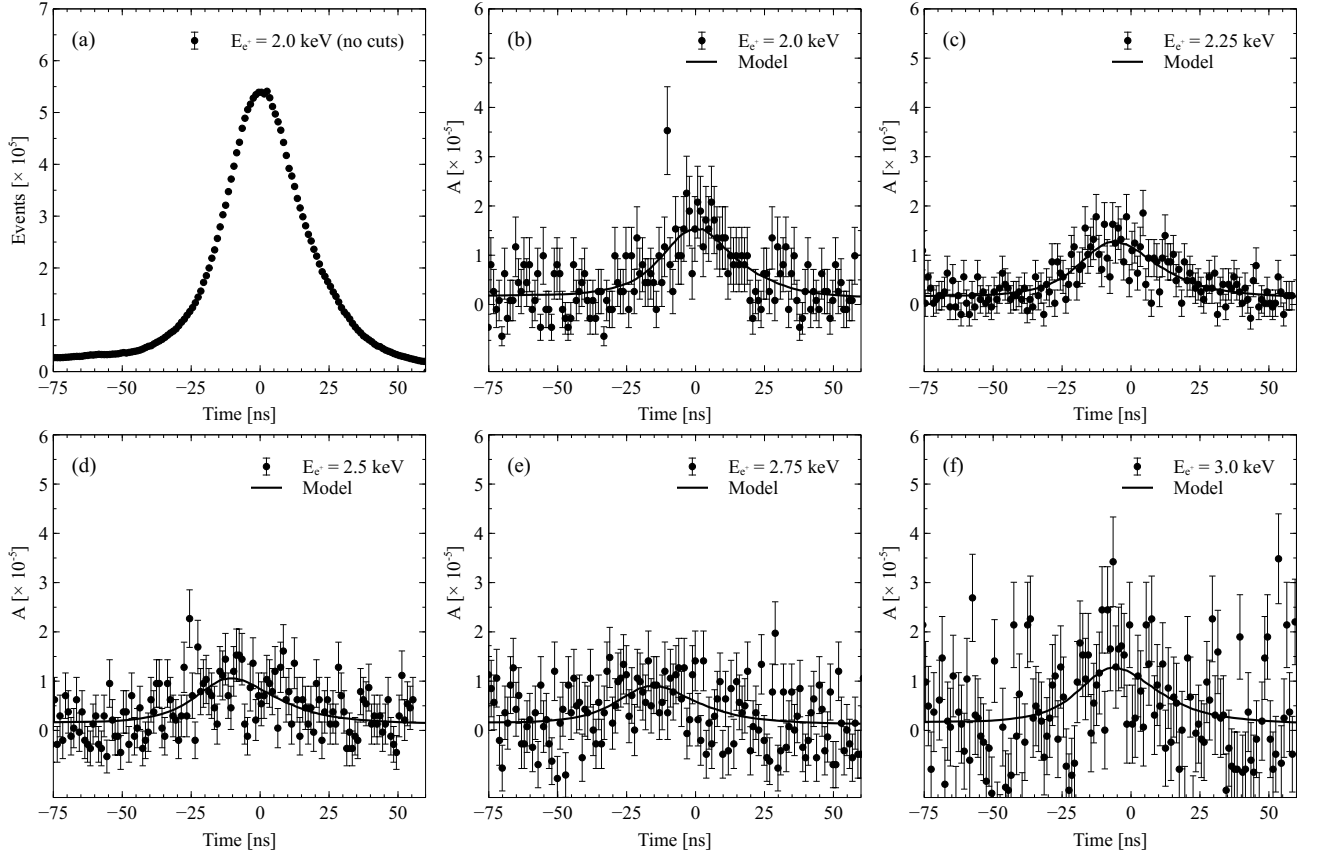 (a)
E_e⁺ = 2.0 keV (no cuts)
Events [× 10⁵]
7
6
5
4
3
2
1
0
−75 −50 −25 0 25 50
Time [ns]
(b)
E_e⁺ = 2.0 keV
Model
A [× 10⁻⁵]
6
5
4
3
2
1
0
−75 −50 −25 0 25 50
Time [ns]
(c)
E_e⁺ = 2.25 keV
Model
A [× 10⁻⁵]
6
5
4
3
2
1
0
−75 −50 −25 0 25 50
Time [ns]
(d)
E_e⁺ = 2.5 keV
Model
A [× 10⁻⁵]
6
5
4
3
2
1
0
−75 −50 −25 0 25 50
Time [ns]
(e)
E_e⁺ = 2.75 keV
Model
A [× 10⁻⁵]
6
5
4
3
2
1
0
−75 −50 −25 0 25 50
Time [ns]
(f)
E_e⁺ = 3.0 keV
Model
A [× 10⁻⁵]
6
5
4
3
2
1
0
−75 −50 −25 0 25 50
Time [ns]